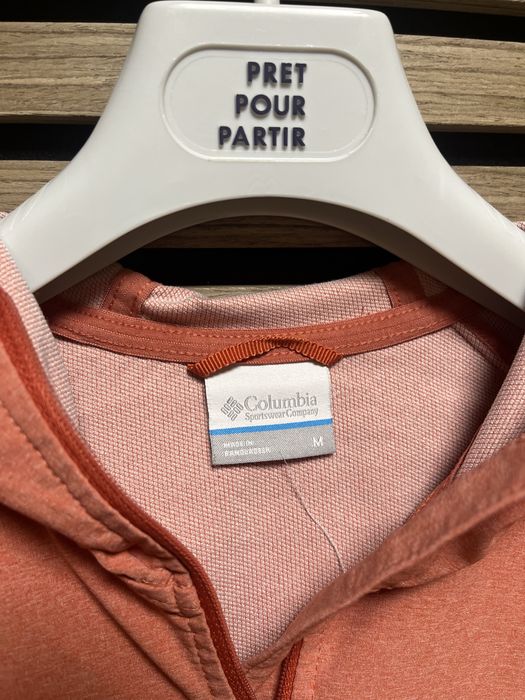 PRET
POUR
PARTIR
Columbia
Sportswear Company
MADE IN
BANGLADESH
M